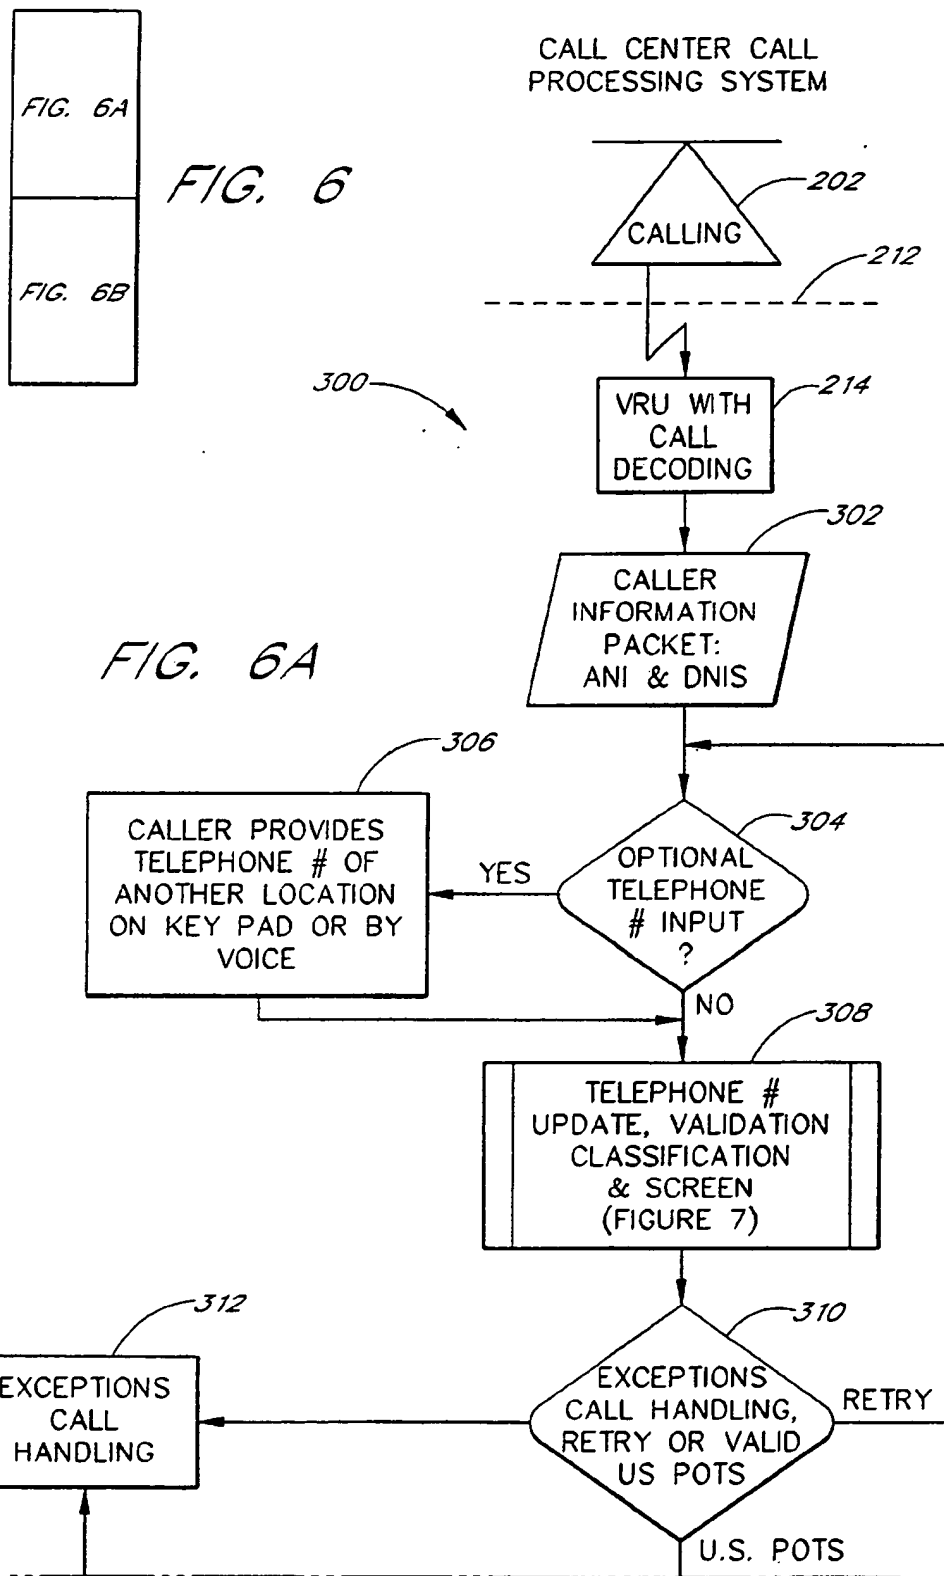 FIG. 6A
FIG. 6B
FIG. 6
CALL CENTER CALL
PROCESSING SYSTEM
202
CALLING
212
300
214
VRU WITH
CALL
DECODING
302
CALLER
INFORMATION
PACKET:
ANI & DNIS
FIG. 6A
306
CALLER PROVIDES
TELEPHONE # OF
ANOTHER LOCATION
ON KEY PAD OR BY
VOICE
YES
304
OPTIONAL
TELEPHONE
# INPUT
?
NO
308
TELEPHONE #
UPDATE, VALIDATION
CLASSIFICATION
& SCREEN
(FIGURE 7)
312
EXCEPTIONS
CALL
HANDLING
310
EXCEPTIONS
CALL HANDLING,
RETRY OR VALID
US POTS
RETRY
U.S. POTS